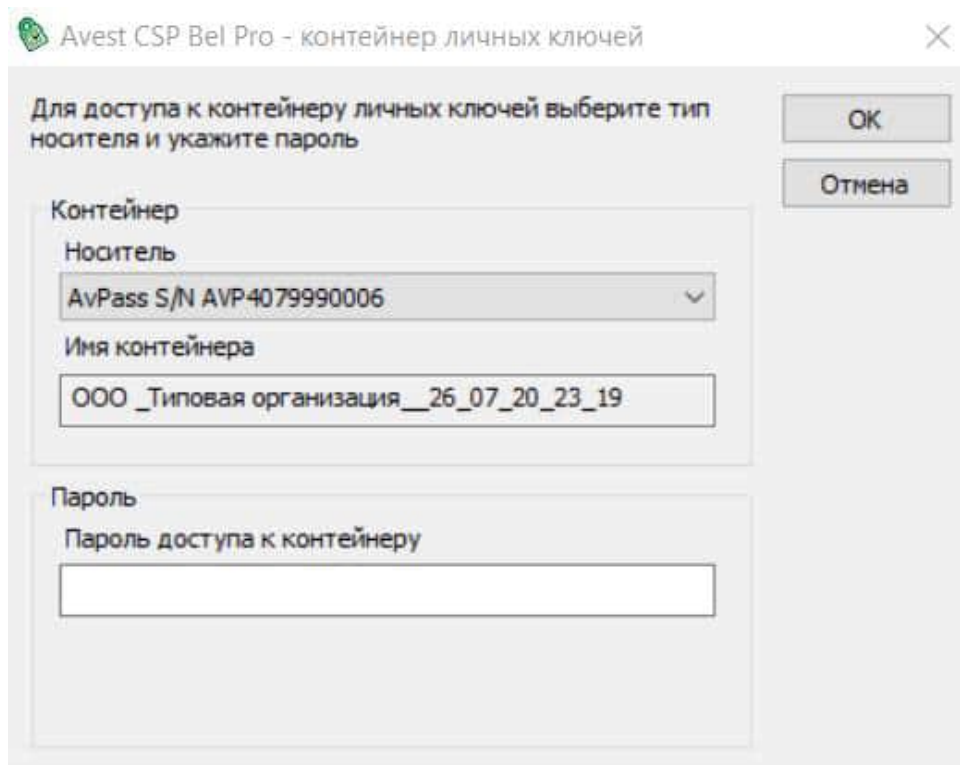 Avest CSP Bel Pro - контейнер личных ключей
Для доступа к контейнеру личных ключей выберите тип
носителя и укажите пароль
OK
Отмена
Контейнер
Носитель
AvPass S/N AVP4079990006
Имя контейнера
ООО _Типовая организация__26_07_20_23_19
Пароль
Пароль доступа к контейнеру